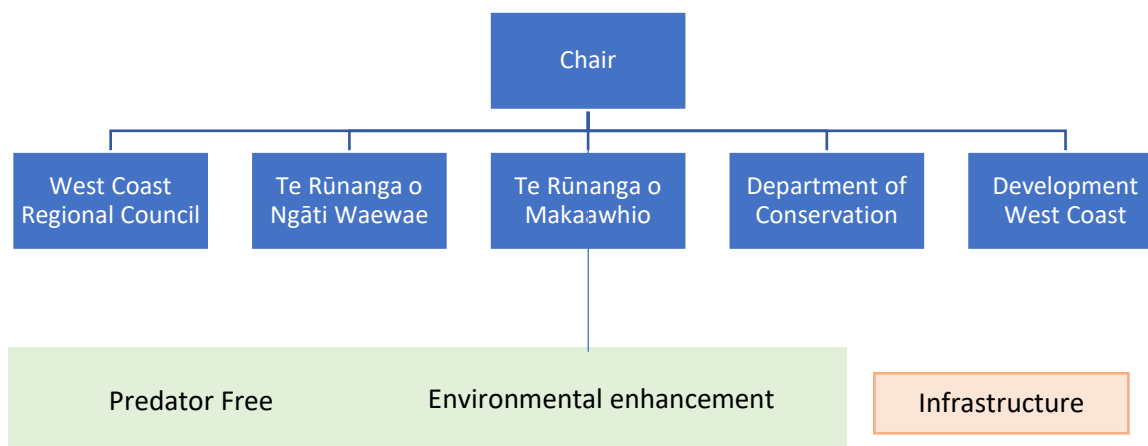 Chair
West Coast
Regional Council
Te Rūnanga o
Ngāti Waewae
Te Rūnanga o
Makaawhio
Department of
Conservation
Development
West Coast
Predator Free
Environmental enhancement
Infrastructure